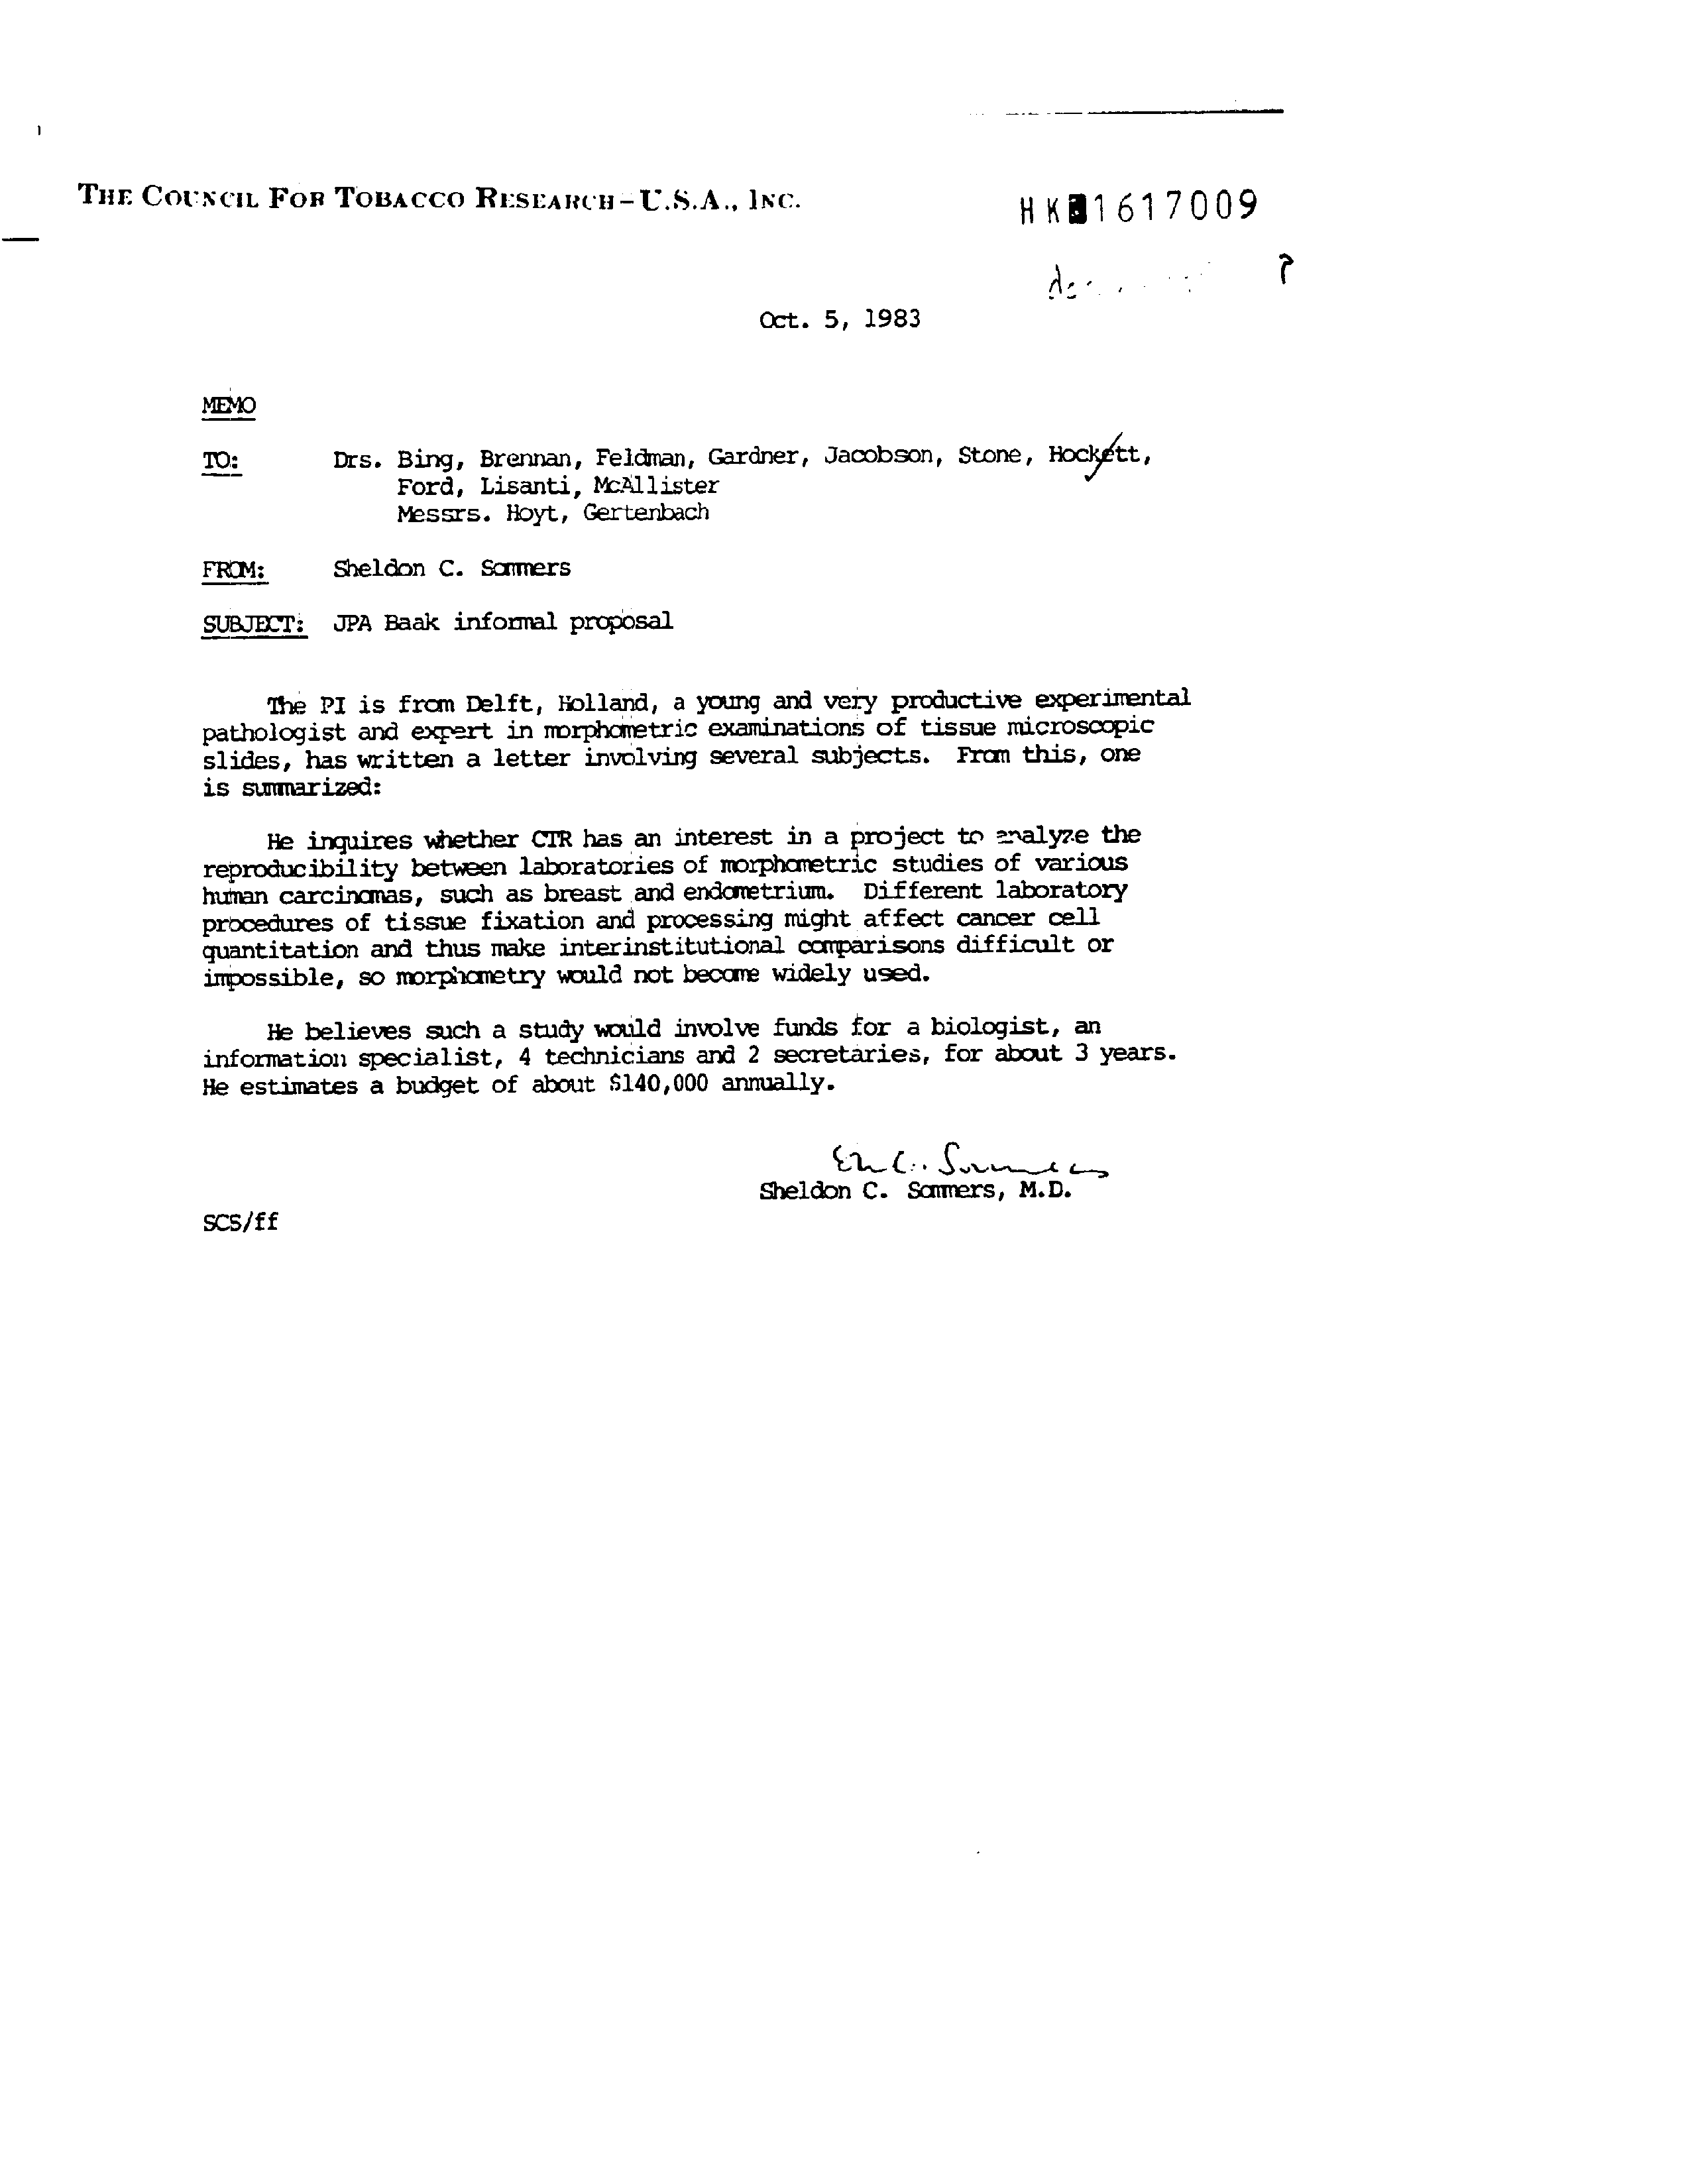 THE COUNCIL FOR TOBACCO RESEARCH-U.S.A., INC.
HK 1617009
?
Oct. 5, 1983
MEMO
TO: Drs. Bing, Brennan, Feldman, Gardner, Jacobson, Stone, Hockett,
Ford, Lisanti, McAllister
Messrs. Hoyt, Gertenbach
FROM: Sheldon C. Sommers
SUBJECT: JPA Baak informal proposal
The PI is from Delft, Holland, a young and very productive experimental
pathologist and expert in morphometric examinations of tissue microscopic
slides, has written a letter involving several subjects. From this, one
is summarized:
He inquires whether CTR has an interest in a project to analyze the
reproducibility between laboratories of morphometric studies of various
human carcinomas, such as breast and endometrium. Different laboratory
procedures of tissue fixation and processing might affect cancer cell
quantitation and thus make interinstitutional comparisons difficult or
impossible, so morphometry would not become widely used.
He believes such a study would involve funds for a biologist, an
information specialist, 4 technicians and 2 secretaries, for about 3 years.
He estimates a budget of about $140,000 annually.
Sheldon C. Sommers, M.D.
SCS/ff